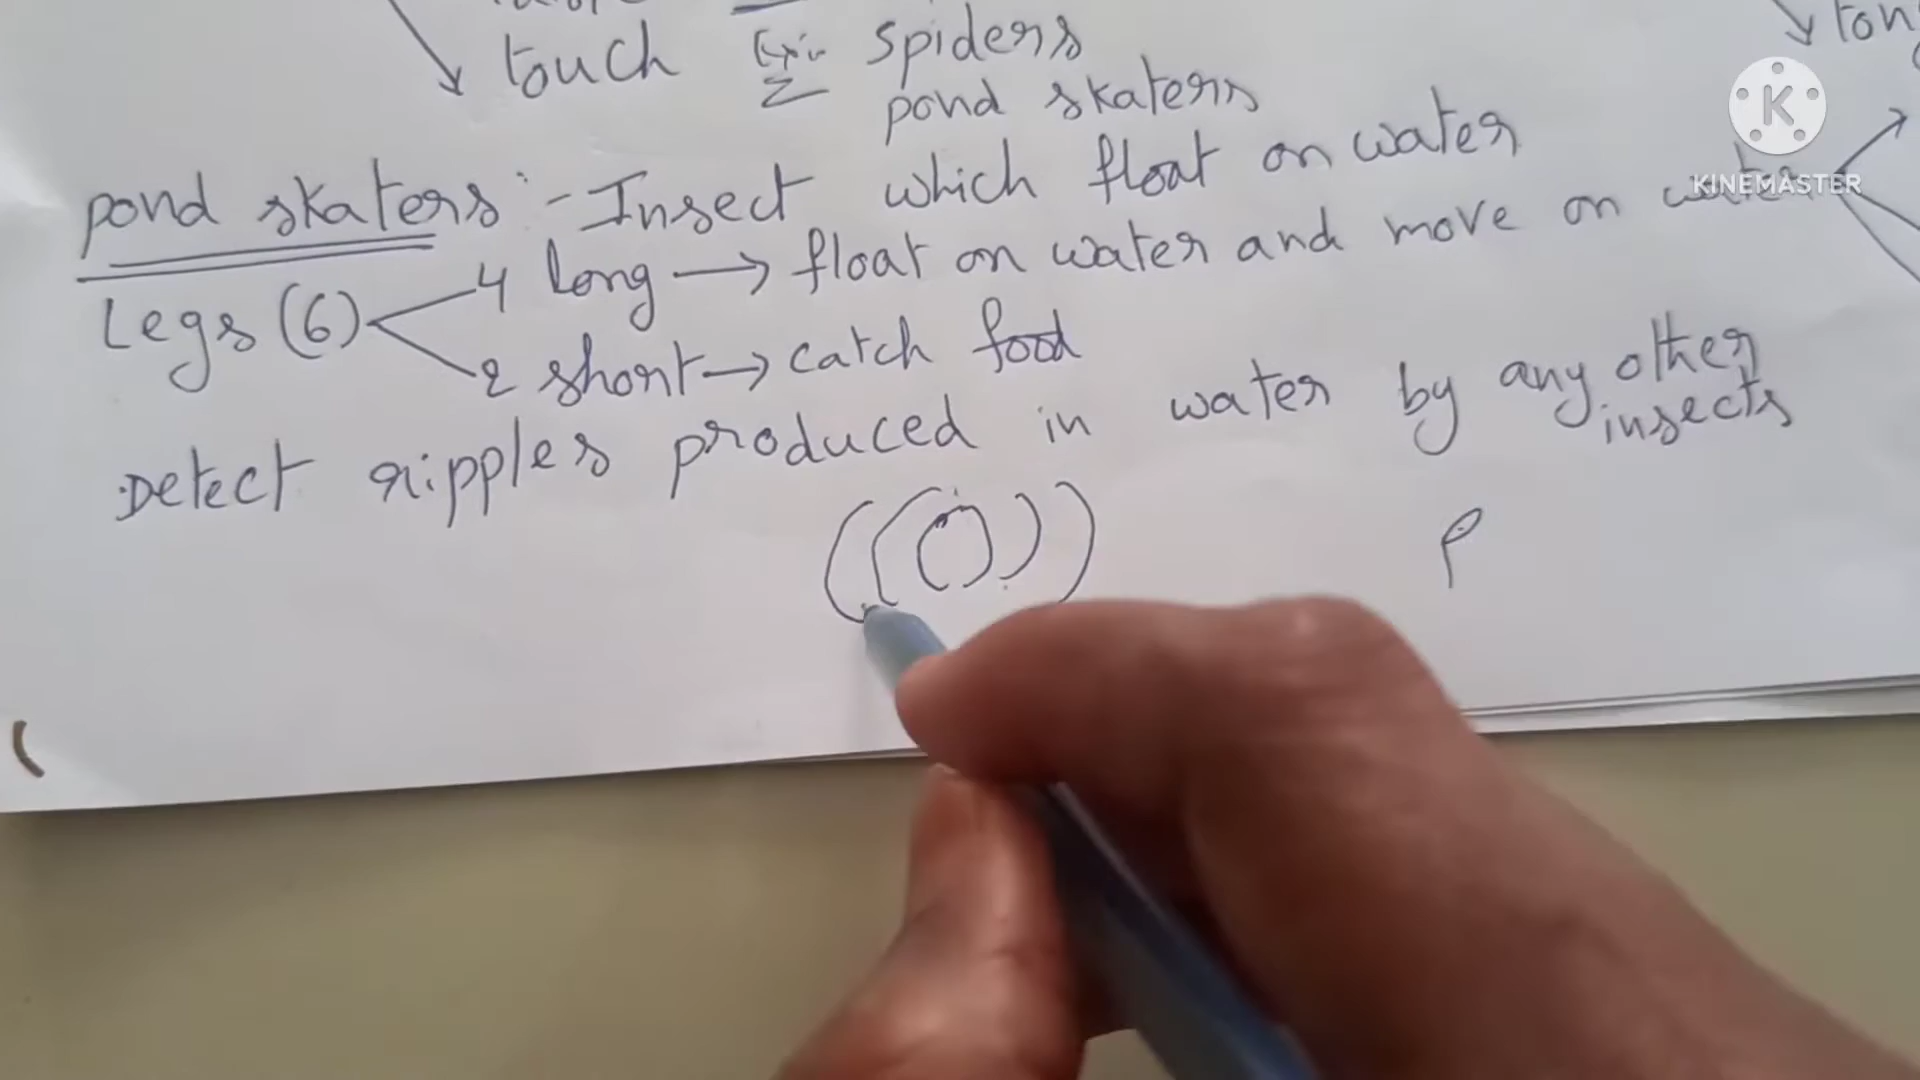 touch Ex:- spiders
pond skaters
pond skaters :- Insect which float on water
Legs (6) 4 long → float on water and move on water
2 short → catch food
Detect ripples produced in water by any other
insects
P
K
KINEMASTER